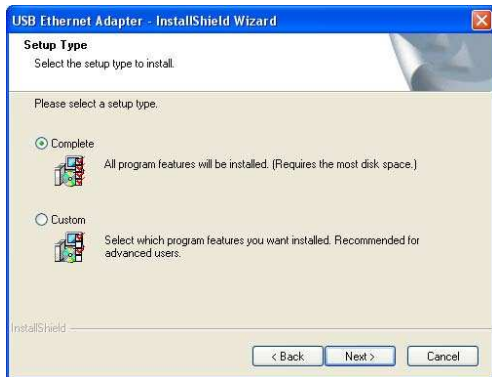 USB Ethernet Adapter - InstallShield Wizard
Setup Type
Select the setup type to install.
Please select a setup type.
Complete
All program features will be installed. (Requires the most disk space.)
Custom
Select which program features you want installed. Recommended for
advanced users.
InstallShield
< Back
Next >
Cancel